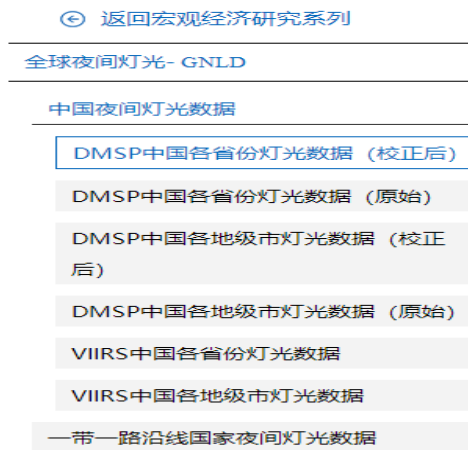 返回宏观经济研究系列
全球夜间灯光- GNLD
中国夜间灯光数据
DMSP中国各省份灯光数据 (校正后)
DMSP中国各省份灯光数据 (原始)
DMSP中国各地级市灯光数据 (校正
后)
DMSP中国各地级市灯光数据 (原始)
VIIRS中国各省份灯光数据
VIIRS中国各地级市灯光数据
一带一路沿线国家夜间灯光数据